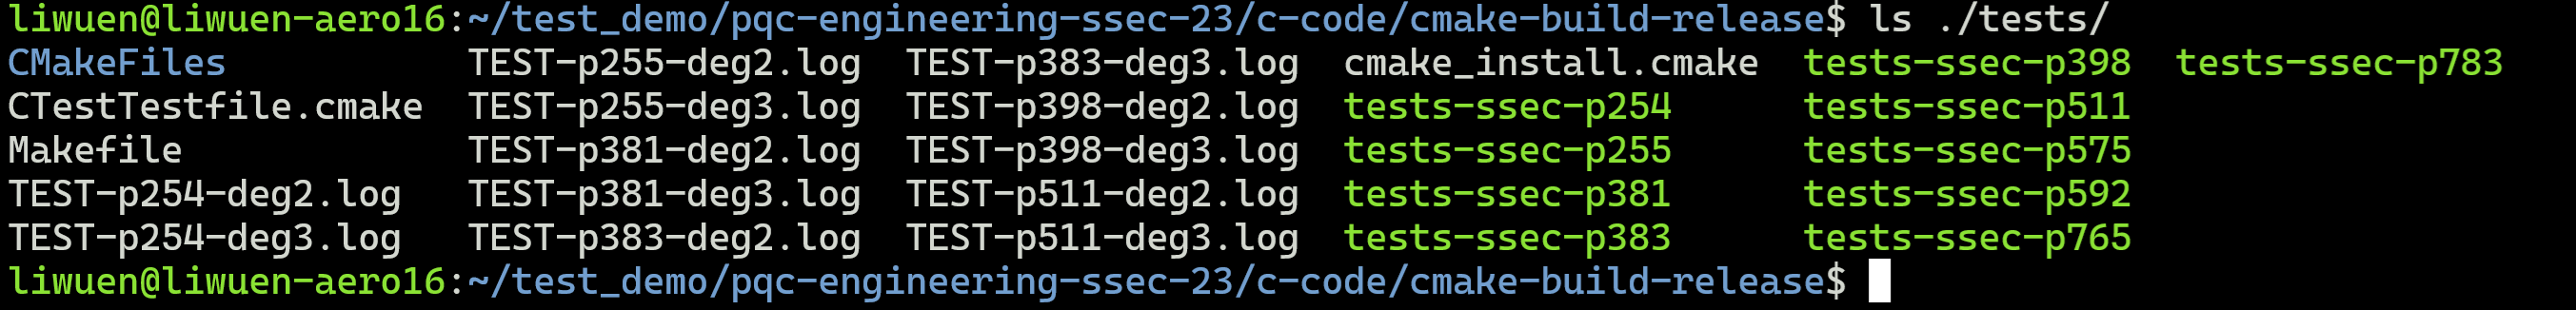 liwuen@liwuen-aero16:~/test_demo/pqc-engineering-ssec-23/c-code/cmake-build-release$ ls ./tests/
CMakeFiles           TEST-p255-deg2.log  TEST-p383-deg3.log  cmake_install.cmake  tests-ssec-p398  tests-ssec-p783
CTestTestfile.cmake  TEST-p255-deg3.log  TEST-p398-deg2.log  tests-ssec-p254      tests-ssec-p511
Makefile             TEST-p381-deg2.log  TEST-p398-deg3.log  tests-ssec-p255      tests-ssec-p575
TEST-p254-deg2.log   TEST-p381-deg3.log  TEST-p511-deg2.log  tests-ssec-p381      tests-ssec-p592
TEST-p254-deg3.log   TEST-p383-deg2.log  TEST-p511-deg3.log  tests-ssec-p383      tests-ssec-p765
liwuen@liwuen-aero16:~/test_demo/pqc-engineering-ssec-23/c-code/cmake-build-release$